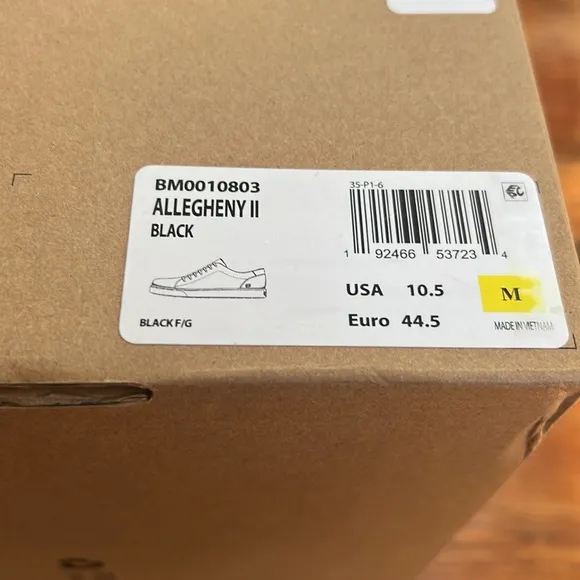 BM0010803
ALLEGHENY II
BLACK
BLACK F/G
35-P1-6
1 92466 53723 4
USA 10.5 M
Euro 44.5
MADE IN VIETNAM